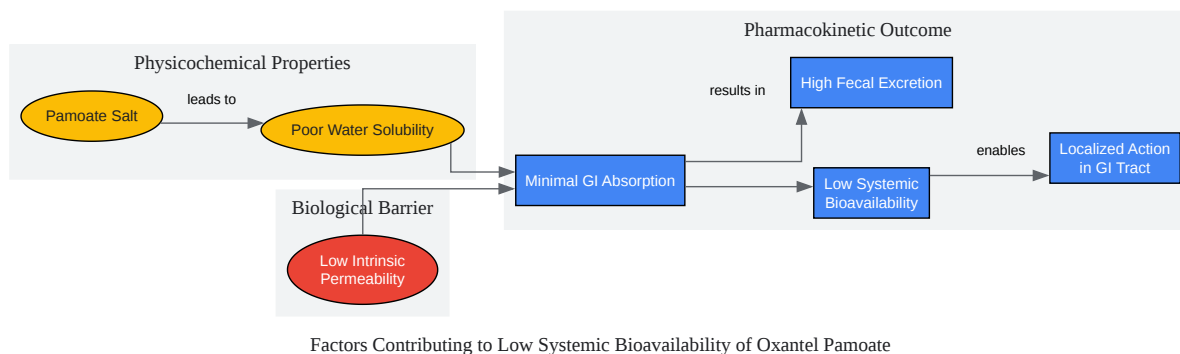 Physicochemical Properties
Pamoate Salt
leads to
Poor Water Solubility
Biological Barrier
Low Intrinsic
Permeability
Pharmacokinetic Outcome
Minimal GI Absorption
results in
High Fecal Excretion
Low Systemic
Bioavailability
enables
Localized Action
in GI Tract
Factors Contributing to Low Systemic Bioavailability of Oxantel Pamoate